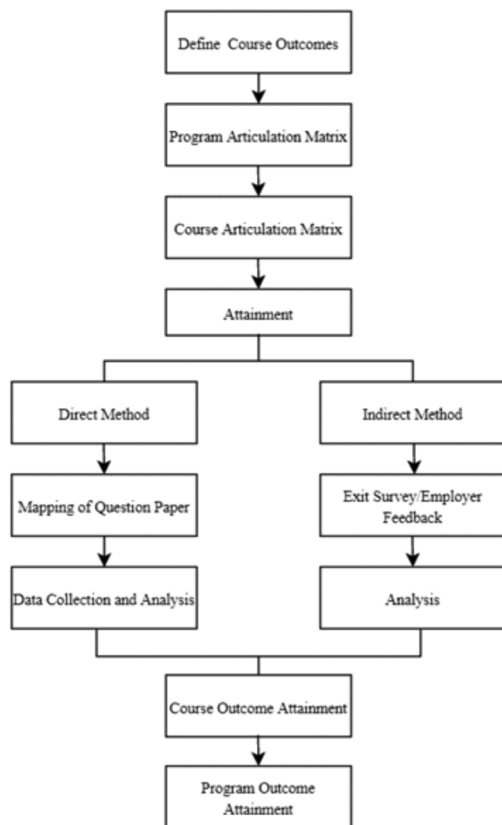 Define Course Outcomes
Program Articulation Matrix
Course Articulation Matrix
Attainment
Direct Method
Indirect Method
Mapping of Question Paper
Exit Survey/Employer
Feedback
Data Collection and Analysis
Analysis
Course Outcome Attainment
Program Outcome
Attainment